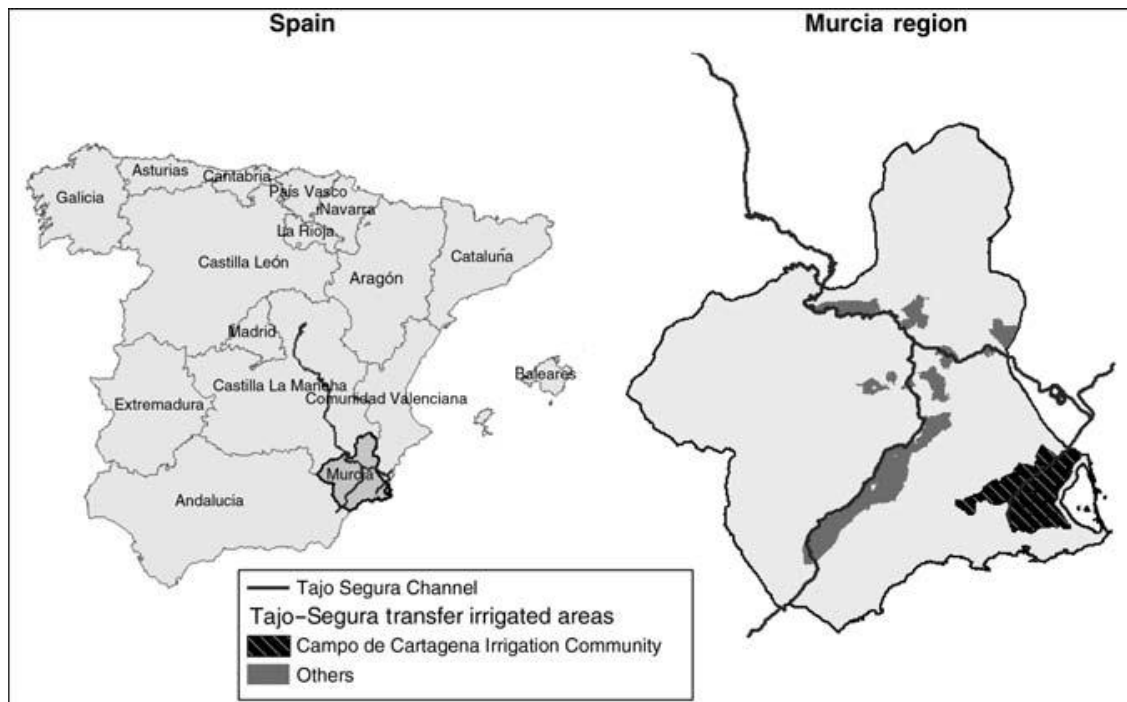 Spain
Murcia region
Asturias
Cantabria
País Vasco
Galicia
Navarra
La Rioja
Castilla León
Cataluña
Aragón
Madrid
Baleares
Castilla La Mancha
Comunidad Valenciana
Extremadura
Murcia
Andalucia
Tajo Segura Channel
Tajo–Segura transfer irrigated areas
Campo de Cartagena Irrigation Community
Others